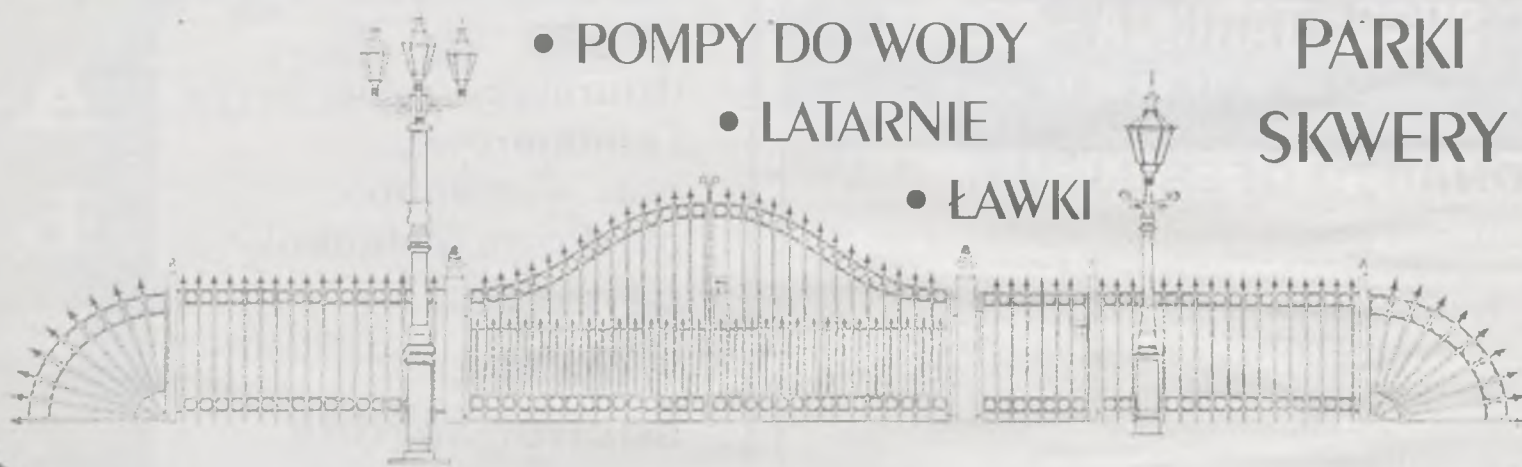 • POMPY DO WODY
• LATARNIE
• ŁAWKI
PARKI
SKWERY